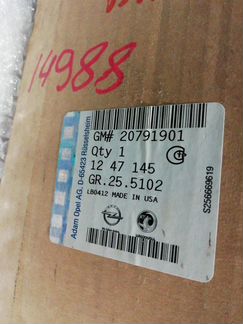 14988
GM# 20791901
Qty 1
12 47 145
GR.25.5102
LB0412 MADE IN USA
Adam Opel AG, D-65423 Rüsselsheim
S256669619